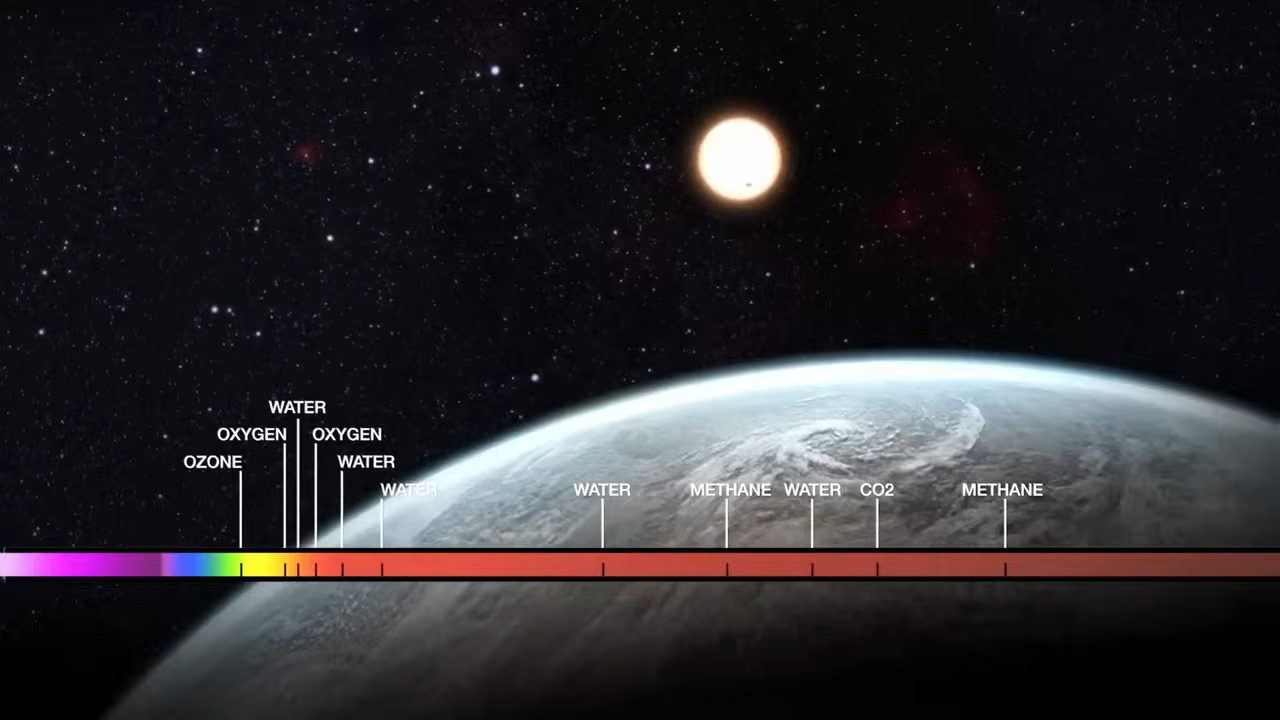 WATER
OXYGEN OXYGEN
OZONE WATER
WATER WATER METHANE WATER CO2 METHANE